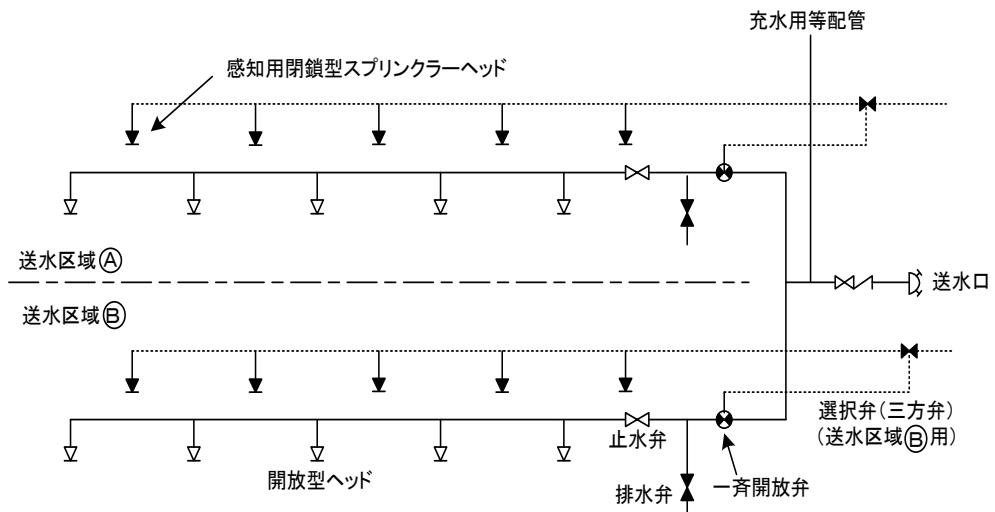 充水用等配管
感知用閉鎖型スプリンクラーヘッド
送水区域Ⓐ
送水口
送水区域Ⓑ
選択弁(三方弁)
(送水区域Ⓑ用)
止水弁
開放型ヘッド
排水弁
一斉開放弁